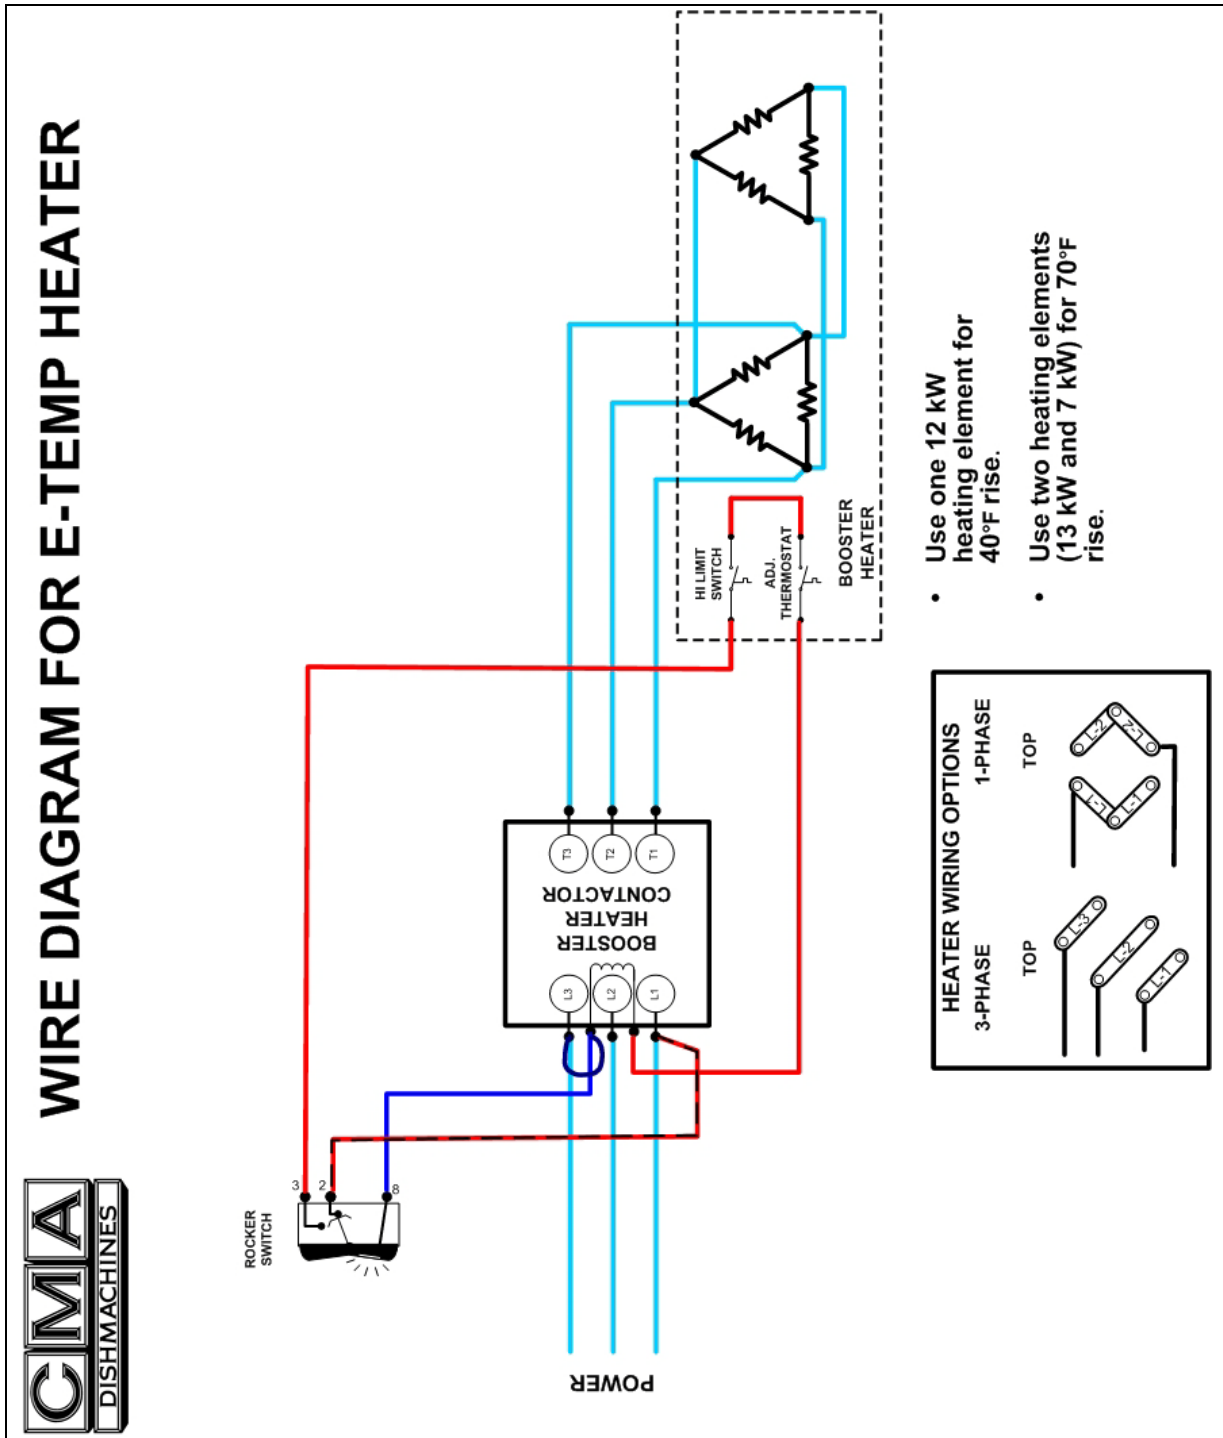 CMA
DISHMACHINES
WIRE DIAGRAM FOR E-TEMP HEATER
ROCKER
SWITCH
3
2
8
POWER
L3
L2
L1
BOOSTER
HEATER
CONTACTOR
T3
T2
T1
HI LIMIT
SWITCH
ADJ.
THERMOSTAT
BOOSTER
HEATER
• Use one 12 kW
heating element for
40°F rise.
• Use two heating elements
(13 kW and 7 kW) for 70°F
rise.
HEATER WIRING OPTIONS
3-PHASE
1-PHASE
TOP
TOP
L-3
L-2
L-1
L-1
L-1
L-2
L-2